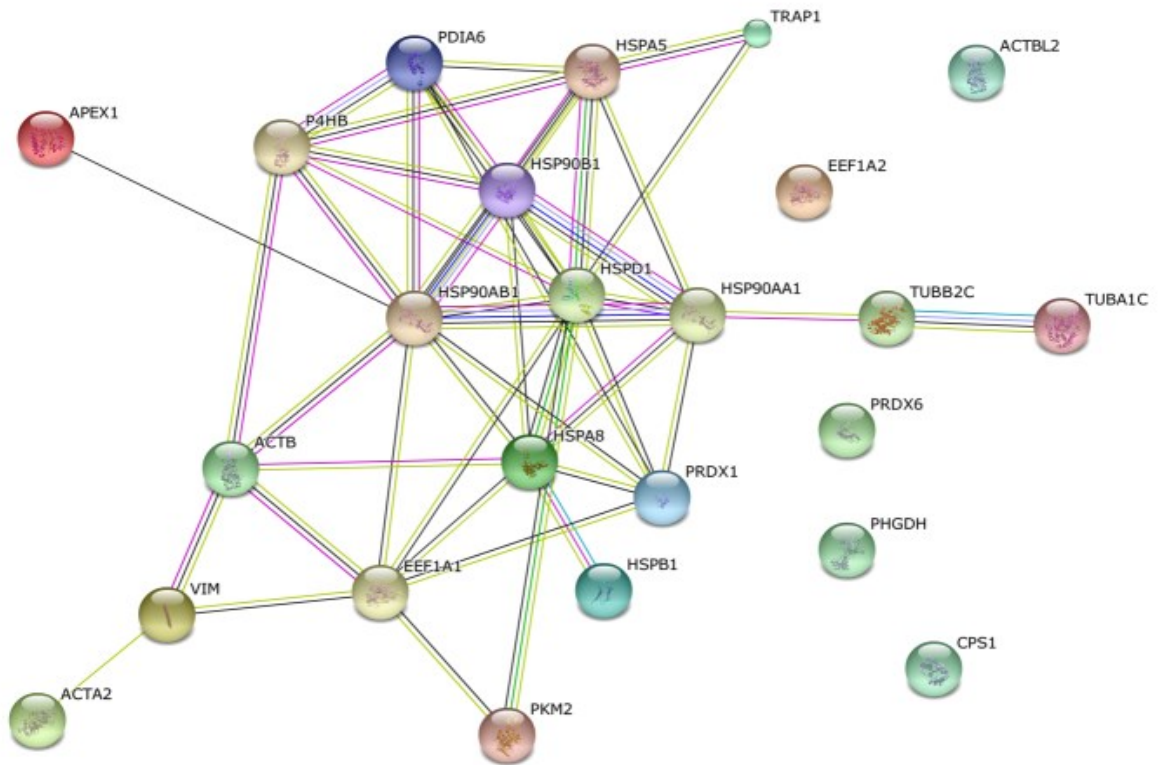 TRAP1
PDIA6
HSPA5
ACTBL2
APEX1
P4HB
HSP90B1
EEF1A2
HSPD1
HSP90AB1
HSP90AA1
TUBB2C
TUBA1C
PRDX6
ACTB
HSPA8
PRDX1
PHGDH
EEF1A1
HSPB1
VIM
CPS1
ACTA2
PKM2